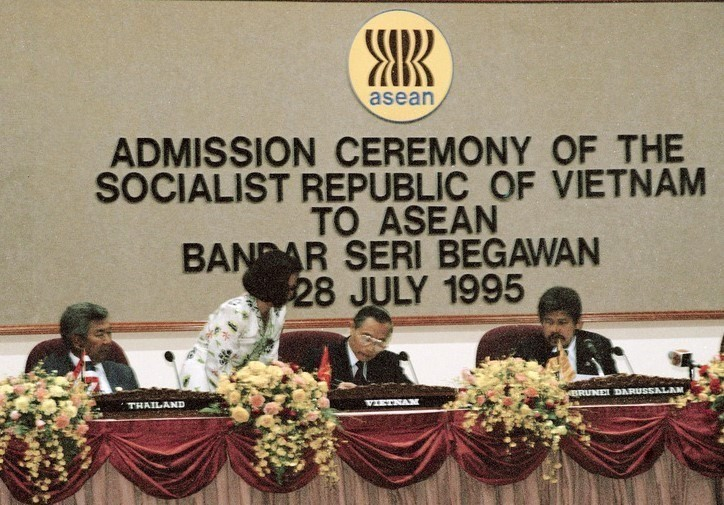 asean
ADMISSION CEREMONY OF THE
SOCIALIST REPUBLIC OF VIETNAM
TO ASEAN
BANDAR SERI BEGAWAN
28 JULY 1995
THAILAND
VIETNAM
BRUNEI DARUSSALAM